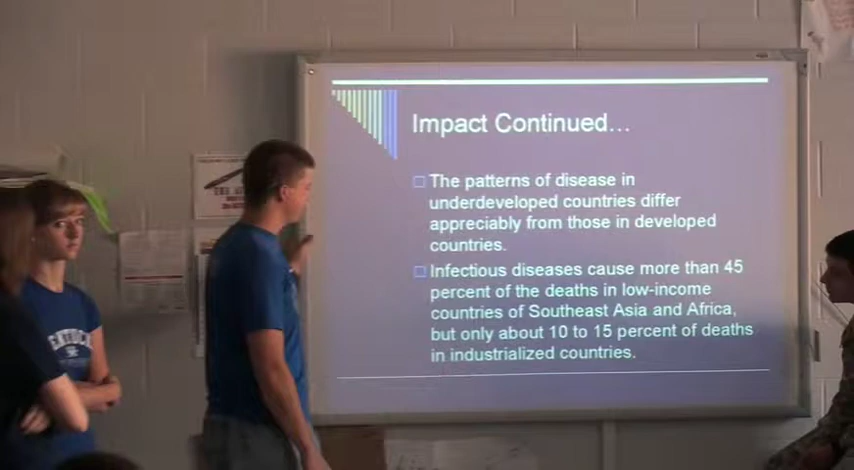 Impact Continued...
The patterns of disease in
underdeveloped countries differ
appreciably from those in developed
countries.
Infectious diseases cause more than 45
percent of the deaths in low-income
countries of Southeast Asia and Africa,
but only about 10 to 15 percent of deaths
in industrialized countries.